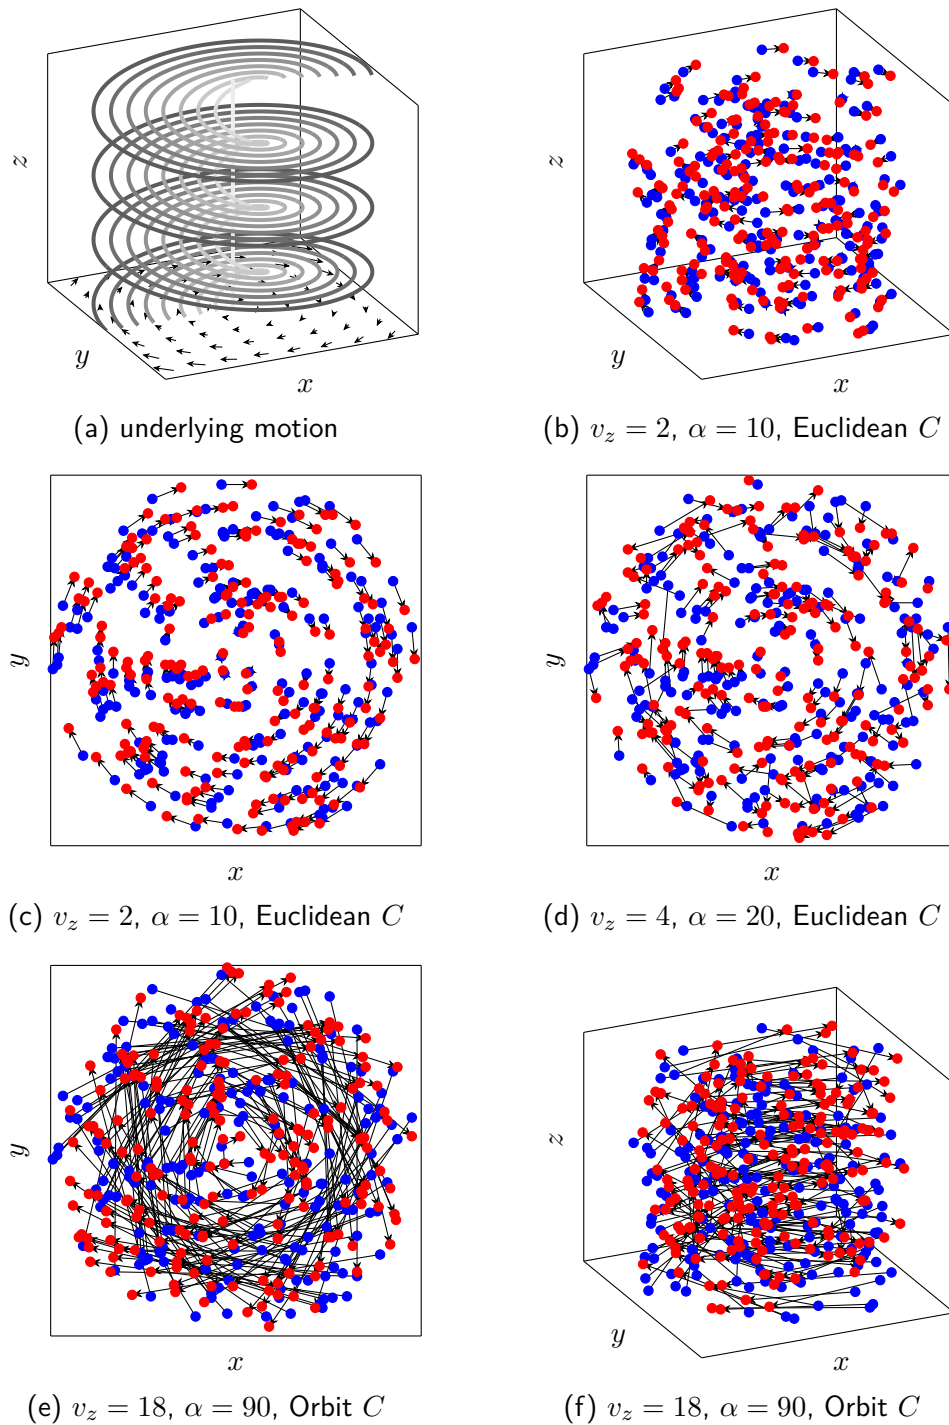 z
y
x
(a) underlying motion
z
y
x
(b) v_z = 2, α = 10, Euclidean C
y
x
(c) v_z = 2, α = 10, Euclidean C
y
x
(d) v_z = 4, α = 20, Euclidean C
y
x
(e) v_z = 18, α = 90, Orbit C
z
y
x
(f) v_z = 18, α = 90, Orbit C